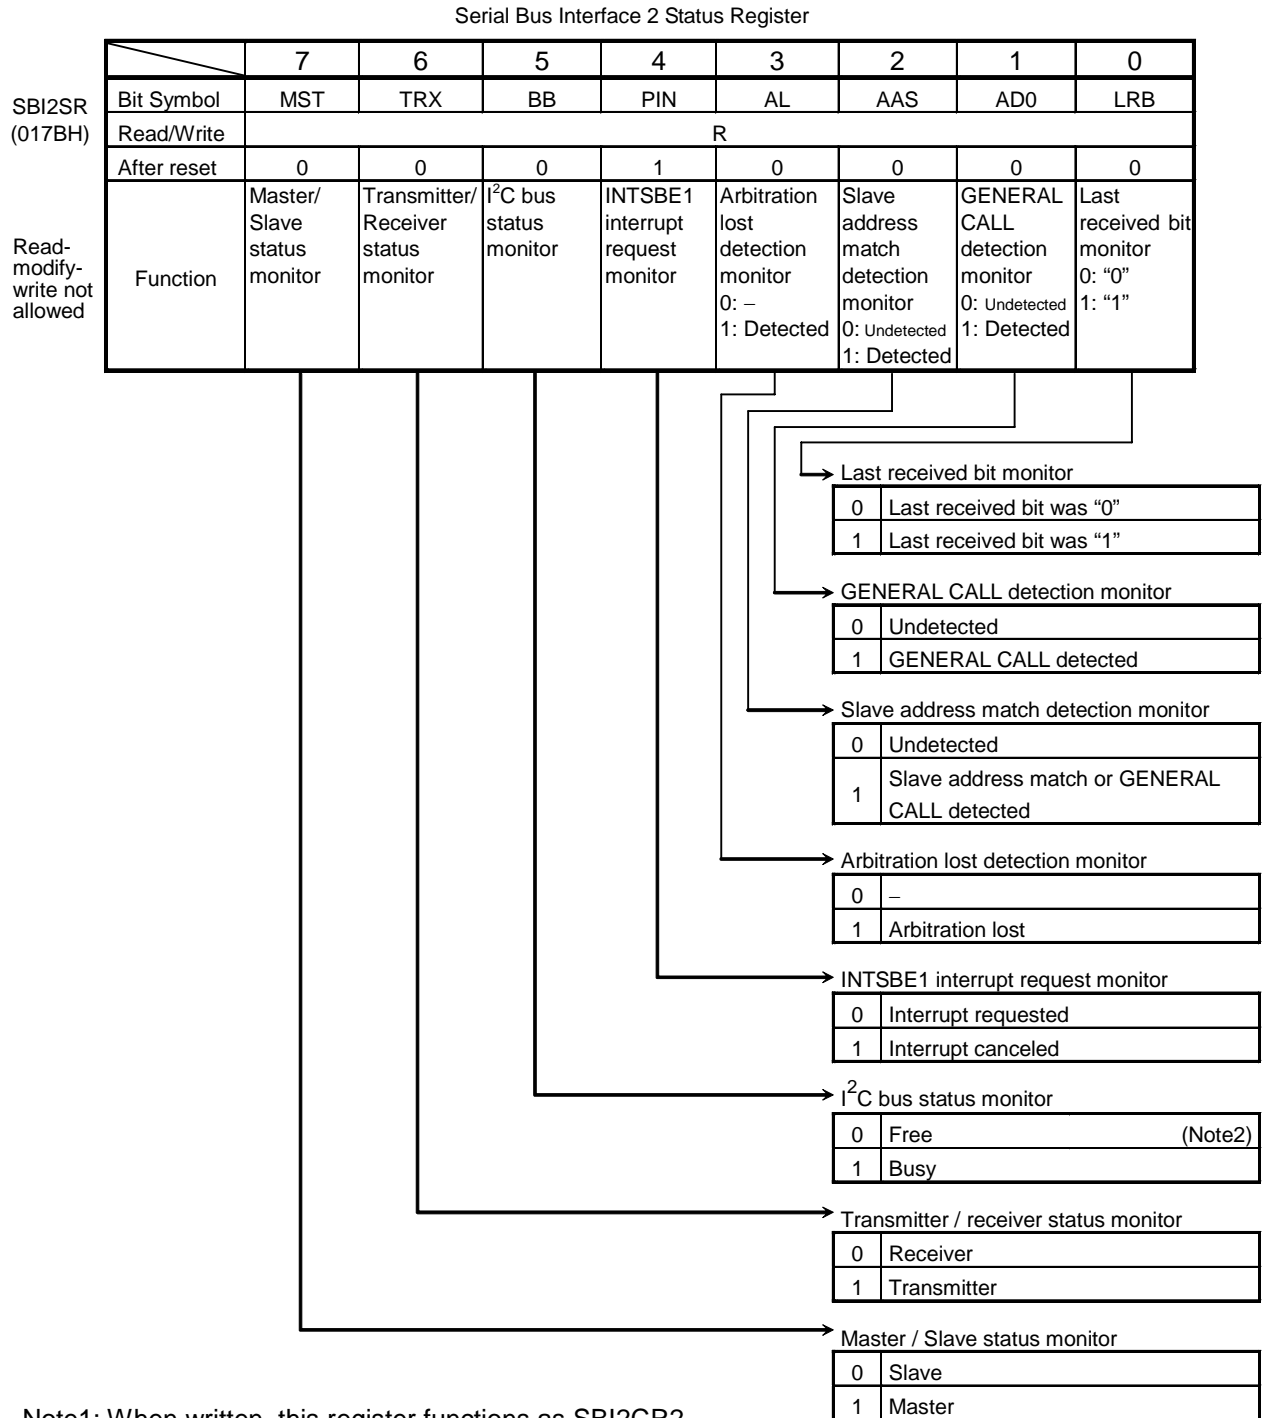 Serial Bus Interface 2 Status Register
7 6 5 4 3 2 1 0
SBI2SR
(017BH)
Bit Symbol MST TRX BB PIN AL AAS AD0 LRB
Read/Write R
After reset 0 0 0 1 0 0 0 0
Read-
modify-
write not
allowed
Function
Master/
Slave
status
monitor
Transmitter/
Receiver
status
monitor
I²C bus
status
monitor
INTSBE1
interrupt
request
monitor
Arbitration
lost
detection
monitor
0: –
1: Detected
Slave
address
match
detection
monitor
0: Undetected
1: Detected
GENERAL
CALL
detection
monitor
0: Undetected
1: Detected
Last
received bit
monitor
0: “0”
1: “1”
Last received bit monitor
0 Last received bit was “0”
1 Last received bit was “1”
GENERAL CALL detection monitor
0 Undetected
1 GENERAL CALL detected
Slave address match detection monitor
0 Undetected
1 Slave address match or GENERAL
CALL detected
Arbitration lost detection monitor
0 –
1 Arbitration lost
INTSBE1 interrupt request monitor
0 Interrupt requested
1 Interrupt canceled
I²C bus status monitor
0 Free (Note2)
1 Busy
Transmitter / receiver status monitor
0 Receiver
1 Transmitter
Master / Slave status monitor
0 Slave
1 Master
Note1: When written, this register functions as SBI2CR2